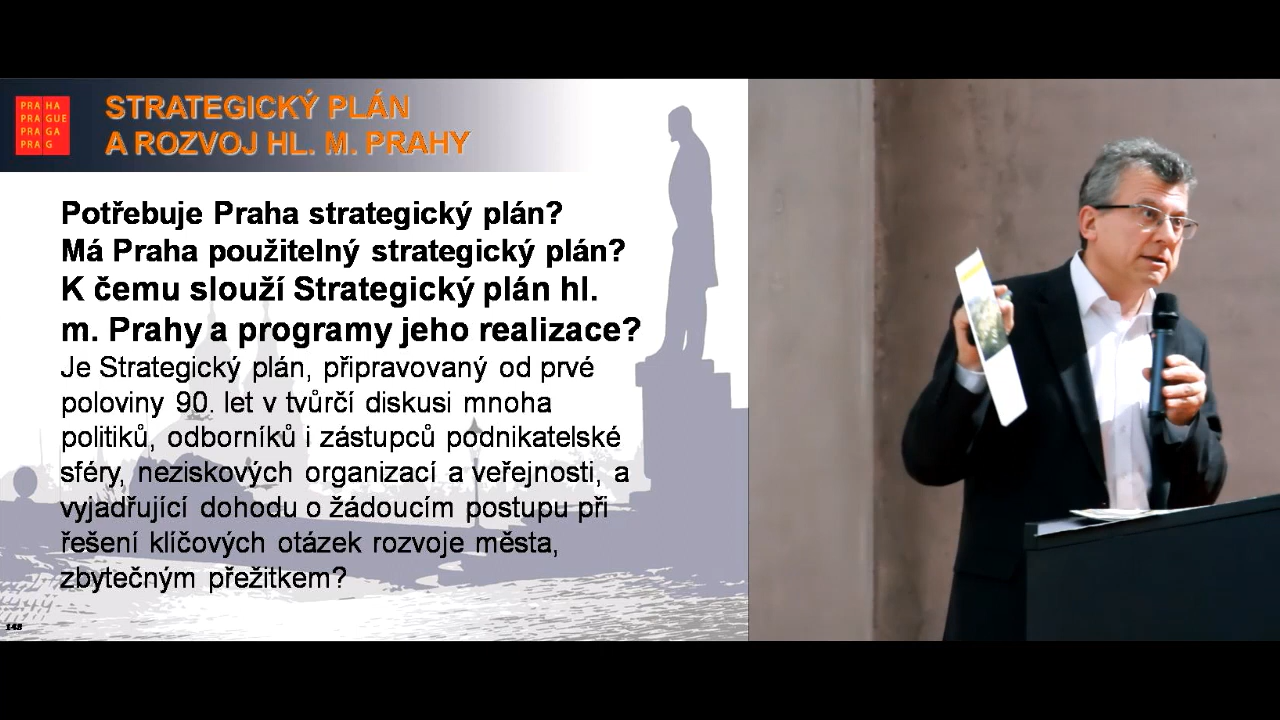 PRA HA
PRA GUE
PRA GA
PRA G
STRATEGICKÝ PLÁN
A ROZVOJ HL. M. PRAHY
Potřebuje Praha strategický plán?
Má Praha použitelný strategický plán?
K čemu slouží Strategický plán hl.
m. Prahy a programy jeho realizace?
Je Strategický plán, připravovaný od prvé
poloviny 90. let v tvůrčí diskusi mnoha
politiků, odborníků i zástupců podnikatelské
sféry, neziskových organizací a veřejnosti, a
vyjadřující dohodu o žádoucím postupu při
řešení klíčových otázek rozvoje města,
zbytečným přežitkem?